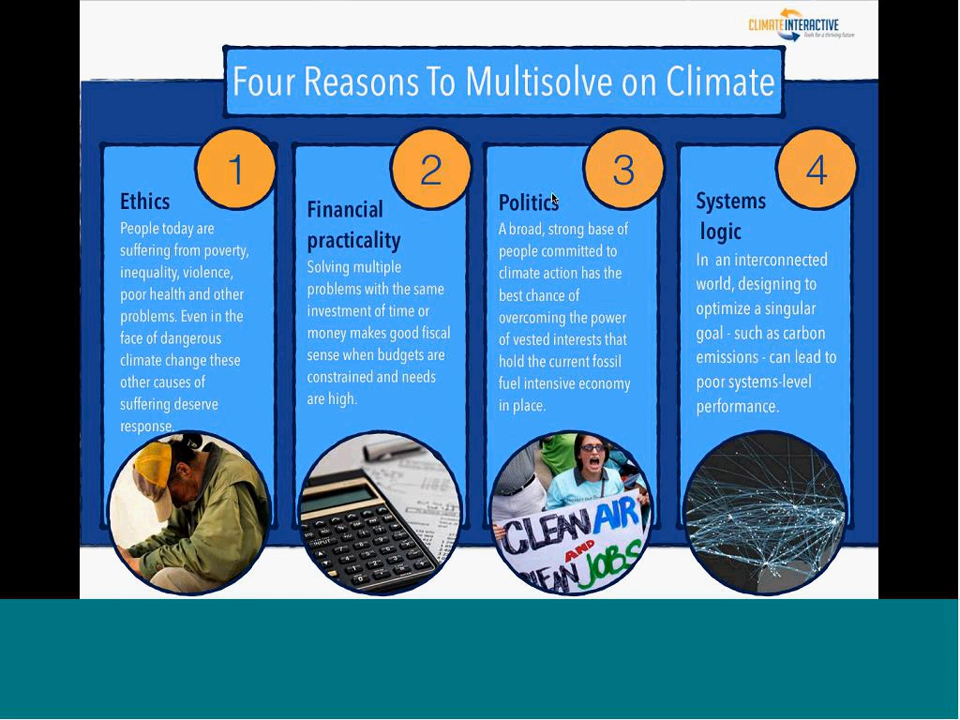 CLIMATE INTERACTIVE
Tools for a thriving future
Four Reasons To Multisolve on Climate
1
Ethics
People today are
suffering from poverty,
inequality, violence,
poor health and other
problems. Even in the
face of dangerous
climate change these
other causes of
suffering deserve
response.
2
Financial
practicality
Solving multiple
problems with the same
investment of time or
money makes good fiscal
sense when budgets are
constrained and needs
are high.
3
Politics
A broad, strong base of
people committed to
climate action has the
best chance of
overcoming the power
of vested interests that
hold the current fossil
fuel intensive economy
in place.
CLEAN AIR
AND
JOBS
4
Systems
logic
In an interconnected
world, designing to
optimize a singular
goal - such as carbon
emissions - can lead to
poor systems-level
performance.